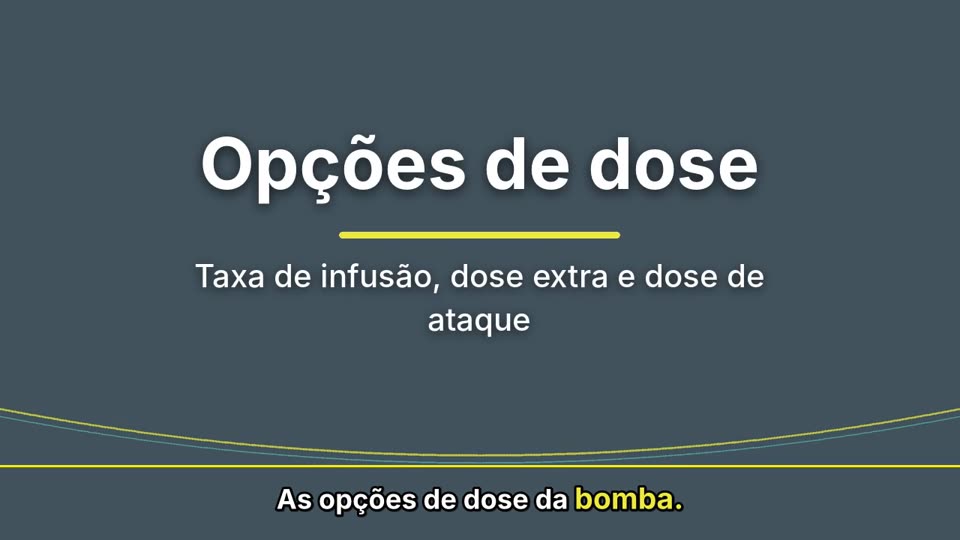 Opções de dose
Taxa de infusão, dose extra e dose de
ataque
As opções de dose da bomba.